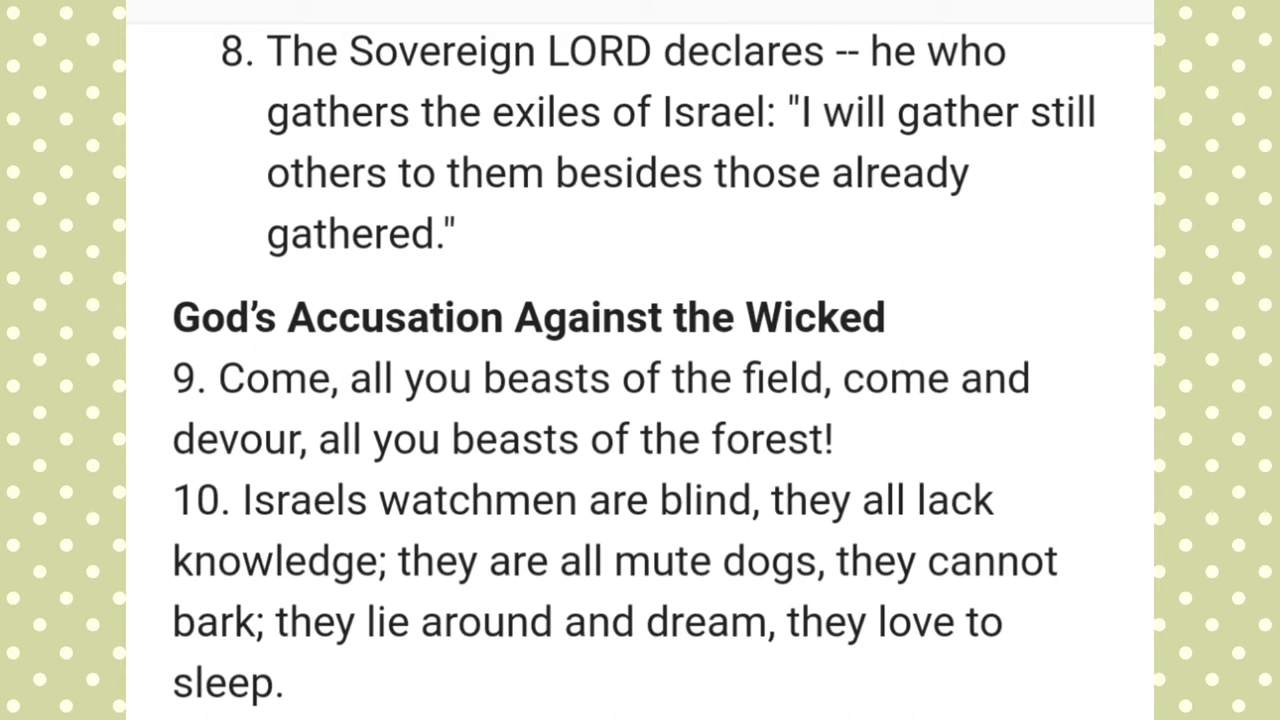 8. The Sovereign LORD declares -- he who
gathers the exiles of Israel: "I will gather still
others to them besides those already
gathered."
God’s Accusation Against the Wicked
9. Come, all you beasts of the field, come and
devour, all you beasts of the forest!
10. Israels watchmen are blind, they all lack
knowledge; they are all mute dogs, they cannot
bark; they lie around and dream, they love to
sleep.